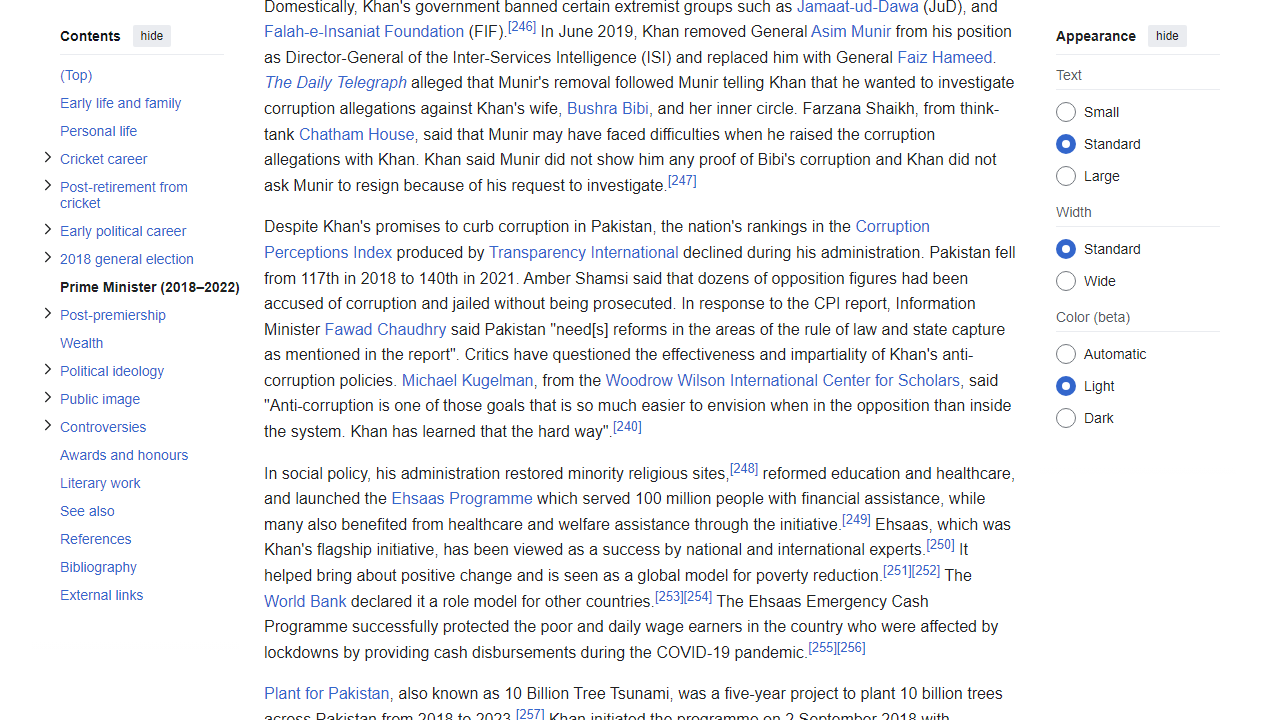 Contents hide
(Top)
Early life and family
Personal life
Cricket career
Post-retirement from
cricket
Early political career
2018 general election
Prime Minister (2018–2022)
Post-premiership
Wealth
Political ideology
Public image
Controversies
Awards and honours
Literary work
See also
References
Bibliography
External links
Domestically, Khan's government banned certain extremist groups such as Jamaat-ud-Dawa (JuD), and
Falah-e-Insaniat Foundation (FIF).[246] In June 2019, Khan removed General Asim Munir from his position
as Director-General of the Inter-Services Intelligence (ISI) and replaced him with General Faiz Hameed.
The Daily Telegraph alleged that Munir's removal followed Munir telling Khan that he wanted to investigate
corruption allegations against Khan's wife, Bushra Bibi, and her inner circle. Farzana Shaikh, from think-
tank Chatham House, said that Munir may have faced difficulties when he raised the corruption
allegations with Khan. Khan said Munir did not show him any proof of Bibi's corruption and Khan did not
ask Munir to resign because of his request to investigate.[247]
Despite Khan's promises to curb corruption in Pakistan, the nation's rankings in the Corruption
Perceptions Index produced by Transparency International declined during his administration. Pakistan fell
from 117th in 2018 to 140th in 2021. Amber Shamsi said that dozens of opposition figures had been
accused of corruption and jailed without being prosecuted. In response to the CPI report, Information
Minister Fawad Chaudhry said Pakistan "need[s] reforms in the areas of the rule of law and state capture
as mentioned in the report". Critics have questioned the effectiveness and impartiality of Khan's anti-
corruption policies. Michael Kugelman, from the Woodrow Wilson International Center for Scholars, said
"Anti-corruption is one of those goals that is so much easier to envision when in the opposition than inside
the system. Khan has learned that the hard way".[240]
In social policy, his administration restored minority religious sites,[248] reformed education and healthcare,
and launched the Ehsaas Programme which served 100 million people with financial assistance, while
many also benefited from healthcare and welfare assistance through the initiative.[249] Ehsaas, which was
Khan's flagship initiative, has been viewed as a success by national and international experts.[250] It
helped bring about positive change and is seen as a global model for poverty reduction.[251][252] The
World Bank declared it a role model for other countries.[253][254] The Ehsaas Emergency Cash
Programme successfully protected the poor and daily wage earners in the country who were affected by
lockdowns by providing cash disbursements during the COVID-19 pandemic.[255][256]
Plant for Pakistan, also known as 10 Billion Tree Tsunami, was a five-year project to plant 10 billion trees
across Pakistan from 2018 to 2023.[257] Khan initiated the programme on 2 September 2018 with
Appearance hide
Text
Small
Standard
Large
Width
Standard
Wide
Color (beta)
Automatic
Light
Dark